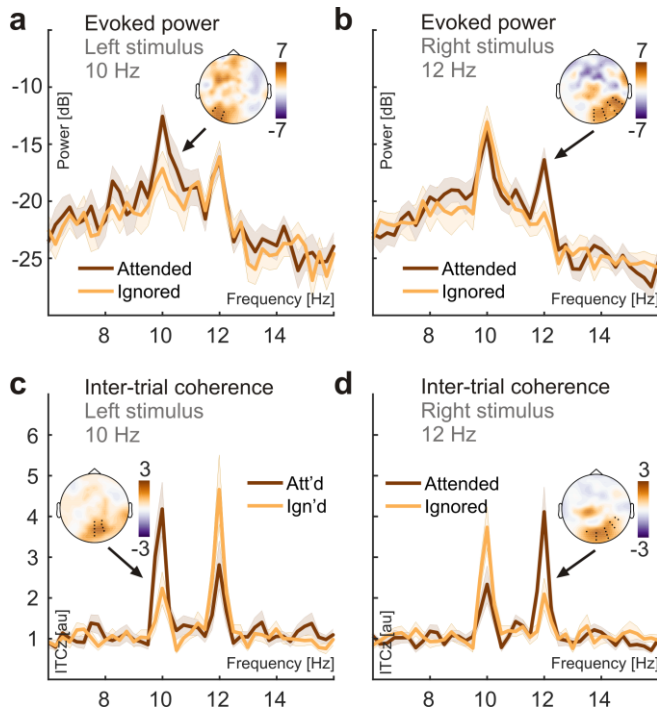 a
Evoked power
Left stimulus
10 Hz
7
-7
Power [dB]
-10
-15
-20
-25
Attended
Ignored
Frequency [Hz]
8
10
12
14
b
Evoked power
Right stimulus
12 Hz
7
-7
Power [dB]
Attended
Ignored
Frequency [Hz]
8
10
12
14
c
Inter-trial coherence
Left stimulus
10 Hz
6
5
4
3
2
1
3
-3
Att'd
Ign'd
ITCz [au]
Frequency [Hz]
8
10
12
14
d
Inter-trial coherence
Right stimulus
12 Hz
Attended
Ignored
3
-3
ITCz [au]
Frequency [Hz]
8
10
12
14